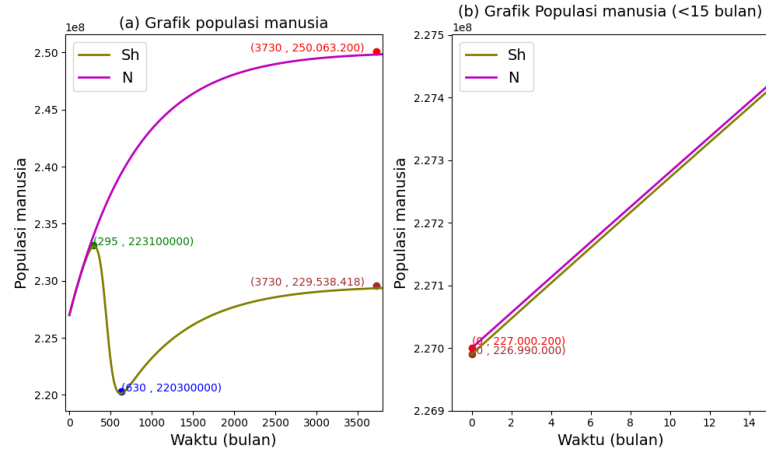 (a) Grafik populasi manusia
1e8
2.50
2.45
2.40
2.35
2.30
2.25
2.20
Populasi manusia
Sh
N
(3730 , 250.063.200)
(295 , 223100000)
(3730 , 229.538.418)
(630 , 220300000)
0
500
1000
1500
2000
2500
3000
3500
Waktu (bulan)
(b) Grafik Populasi manusia (<15 bulan)
1e8
2.275
2.274
2.273
2.272
2.271
2.270
2.269
Populasi manusia
Sh
N
(0 , 227.000.200)
(0 , 226.990.000)
0
2
4
6
8
10
12
14
Waktu (bulan)